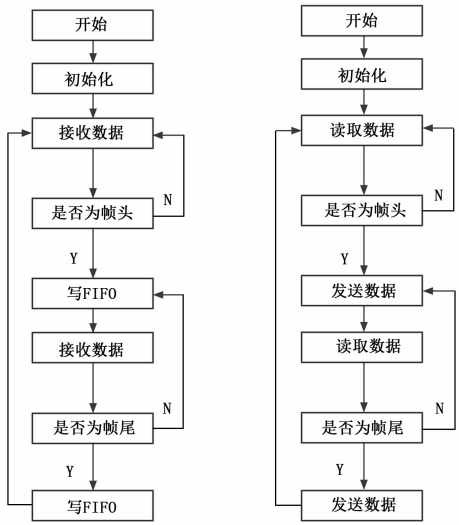 开始
初始化
接收数据
是否为帧头
N
Y
写FIFO
接收数据
是否为帧尾
N
Y
写FIFO
开始
初始化
读取数据
是否为帧头
N
Y
发送数据
读取数据
是否为帧尾
N
Y
发送数据